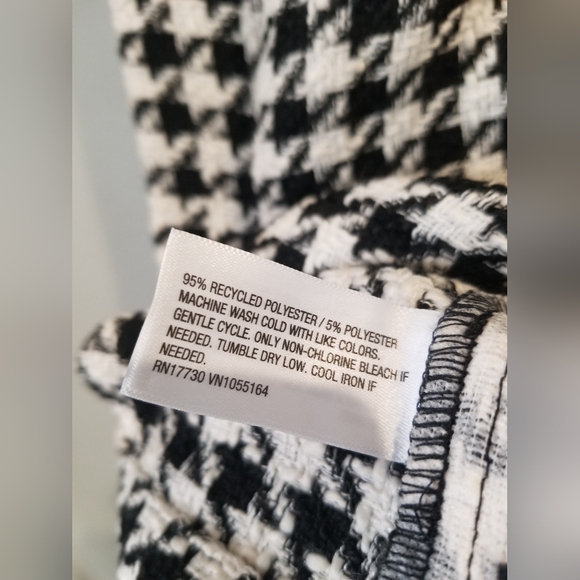 95% RECYCLED POLYESTER / 5% POLYESTER
MACHINE WASH COLD WITH LIKE COLORS.
GENTLE CYCLE. ONLY NON-CHLORINE BLEACH IF
NEEDED. TUMBLE DRY LOW. COOL IRON IF
NEEDED.
RN17730 VN1055164